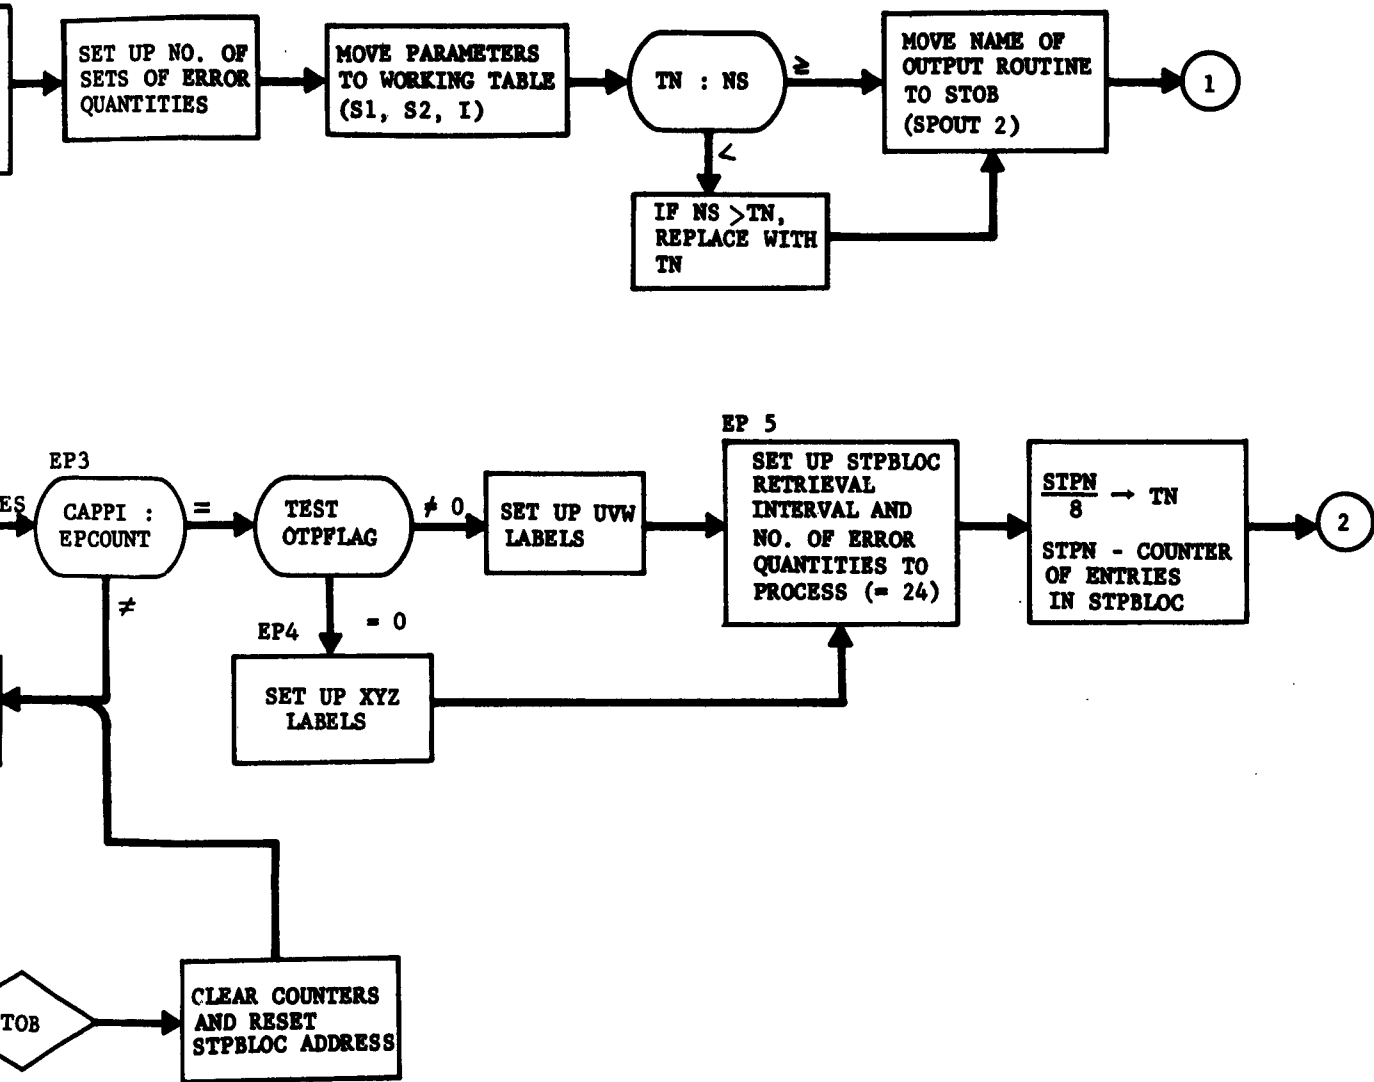 SET UP NO. OF
SETS OF ERROR
QUANTITIES
MOVE PARAMETERS
TO WORKING TABLE
(S1, S2, I)
TN : NS
≥
<
MOVE NAME OF
OUTPUT ROUTINE
TO STOB
(SPOUT 2)
1
IF NS >TN,
REPLACE WITH
TN
ES
EP3
CAPPI :
EPCOUNT
=
≠
TEST
OTPFLAG
≠ 0
= 0
SET UP UVW
LABELS
EP4
SET UP XYZ
LABELS
EP 5
SET UP STPBLOC
RETRIEVAL
INTERVAL AND
NO. OF ERROR
QUANTITIES TO
PROCESS (= 24)
STPN
8 → TN
STPN - COUNTER
OF ENTRIES
IN STPBLOC
2
TOB
CLEAR COUNTERS
AND RESET
STPBLOC ADDRESS